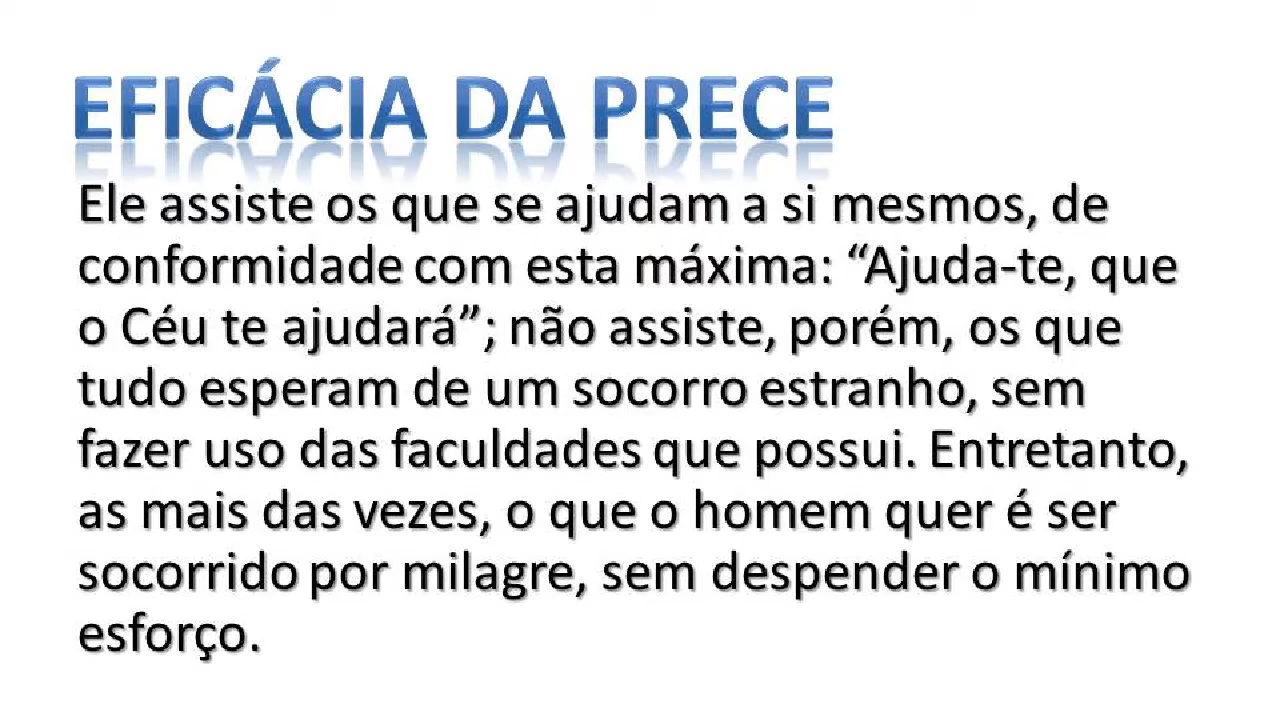 EFICÁCIA DA PRECE
Ele assiste os que se ajudam a si mesmos, de
conformidade com esta máxima: “Ajuda-te, que
o Céu te ajudará”; não assiste, porém, os que
tudo esperam de um socorro estranho, sem
fazer uso das faculdades que possui. Entretanto,
as mais das vezes, o que o homem quer é ser
socorrido por milagre, sem despender o mínimo
esforço.